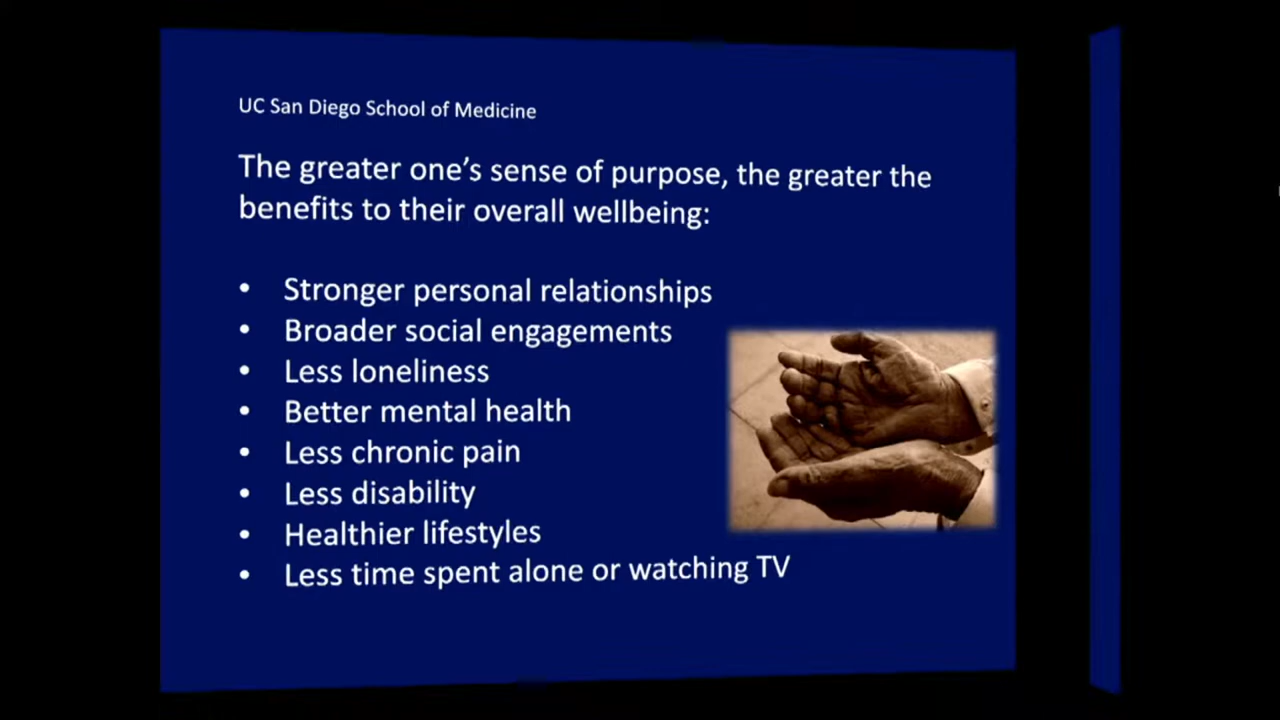 UC San Diego School of Medicine
The greater one's sense of purpose, the greater the
benefits to their overall wellbeing:
• Stronger personal relationships
• Broader social engagements
• Less loneliness
• Better mental health
• Less chronic pain
• Less disability
• Healthier lifestyles
• Less time spent alone or watching TV